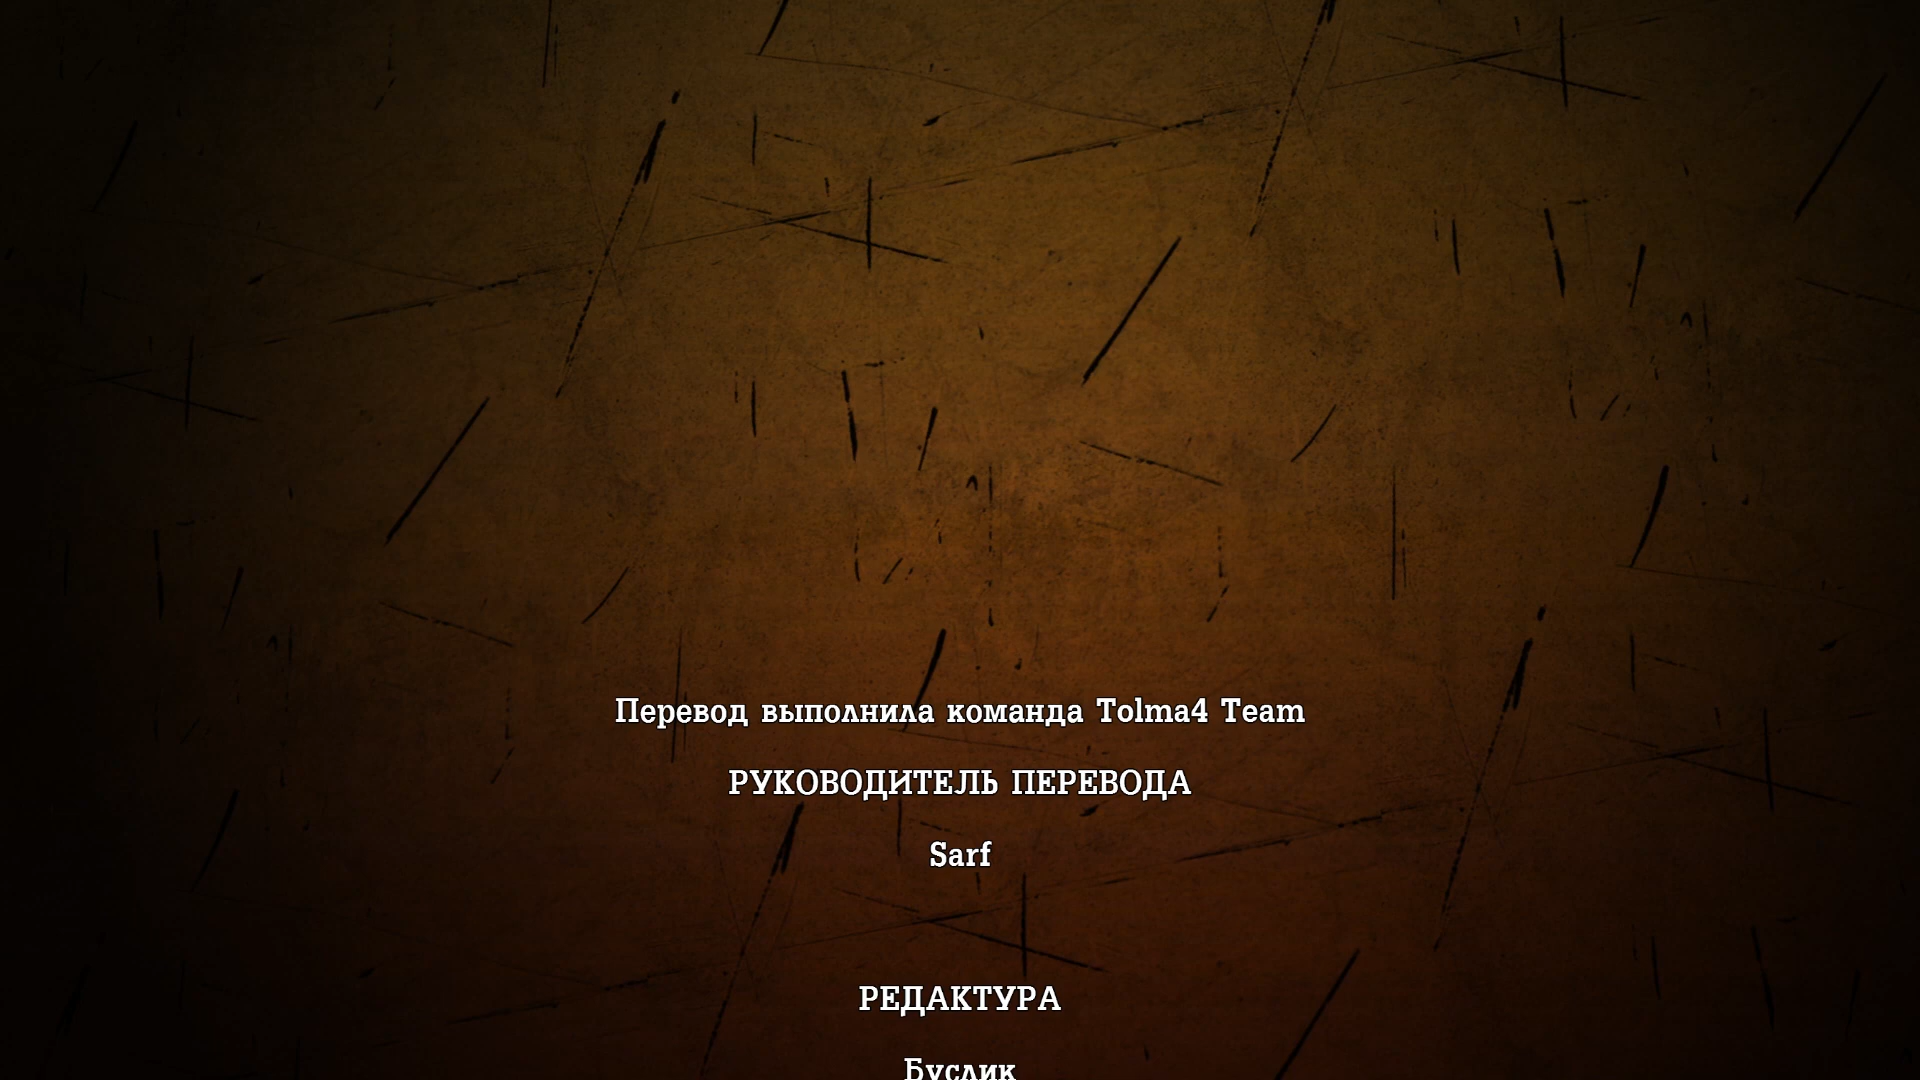 Перевод выполнила команда Tolma4 Team
РУКОВОДИТЕЛЬ ПЕРЕВОДА
Sarf
РЕДАКТУРА
Буслик